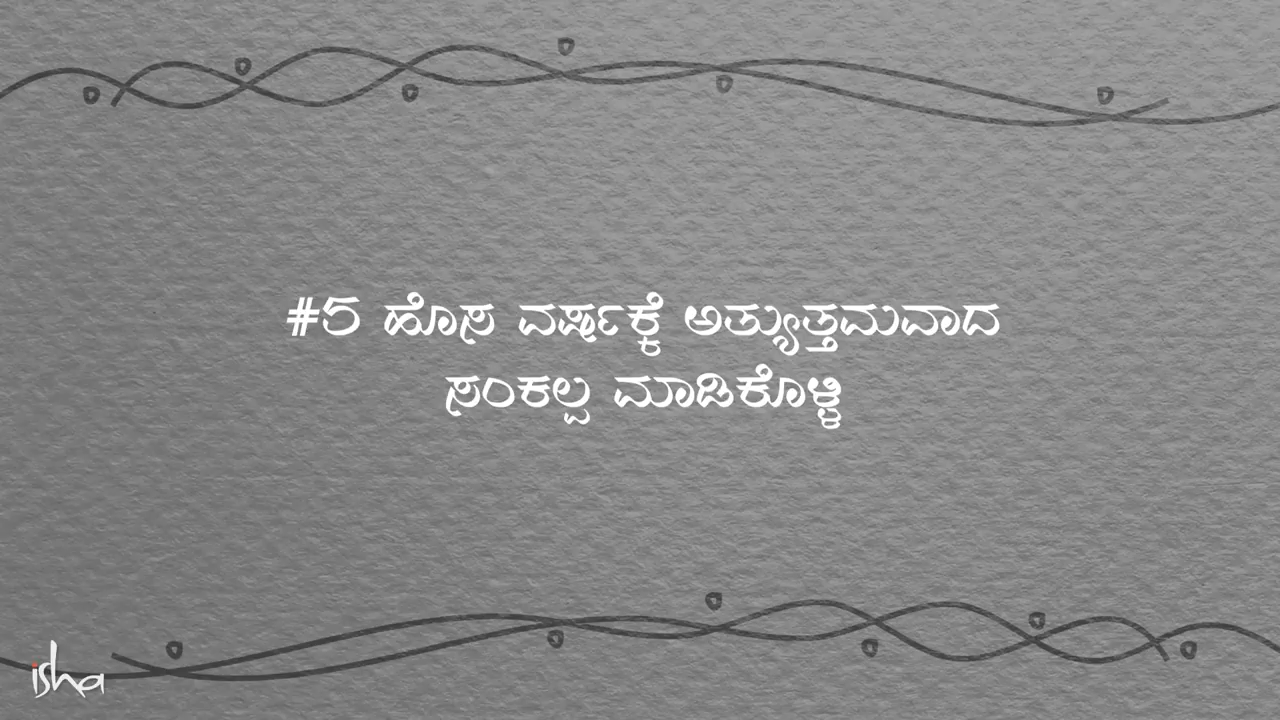 #5 ಹೊಸ ವರ್ಷಕ್ಕೆ ಅತ್ಯುತ್ತಮವಾದ
ಸಂಕಲ್ಪ ಮಾಡಿಕೊಳ್ಳಿ
isha